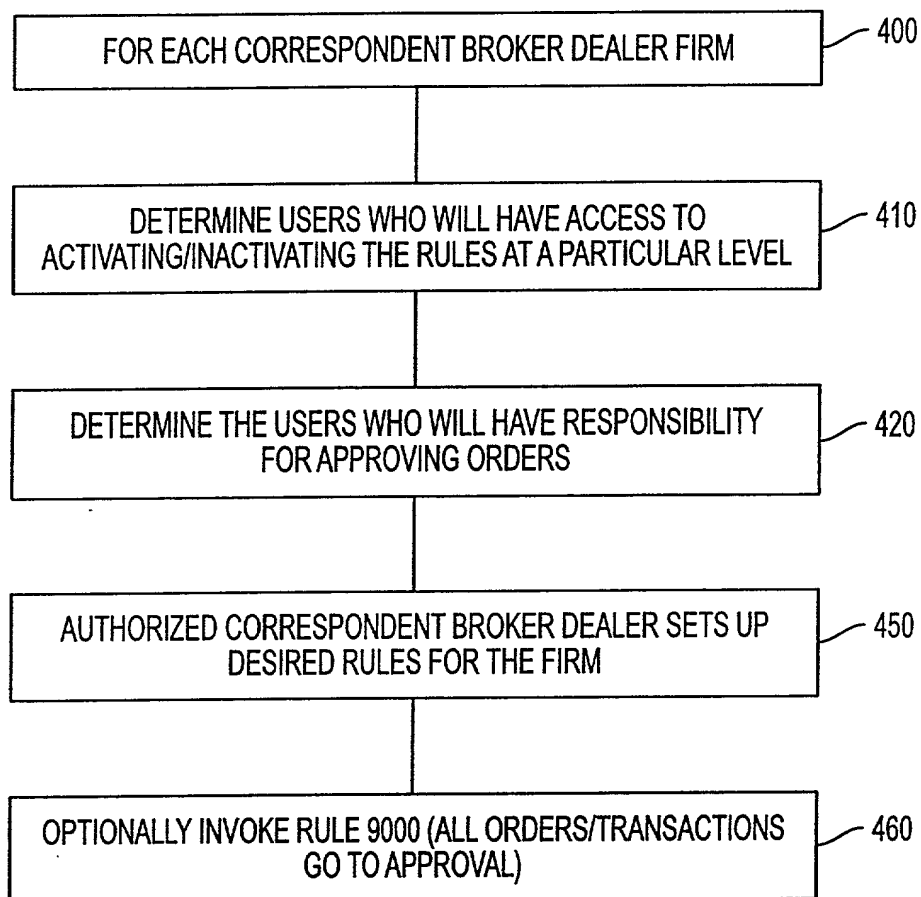 FOR EACH CORRESPONDENT BROKER DEALER FIRM
400
DETERMINE USERS WHO WILL HAVE ACCESS TO
ACTIVATING/INACTIVATING THE RULES AT A PARTICULAR LEVEL
410
DETERMINE THE USERS WHO WILL HAVE RESPONSIBILITY
FOR APPROVING ORDERS
420
AUTHORIZED CORRESPONDENT BROKER DEALER SETS UP
DESIRED RULES FOR THE FIRM
450
OPTIONALLY INVOKE RULE 9000 (ALL ORDERS/TRANSACTIONS
GO TO APPROVAL)
460